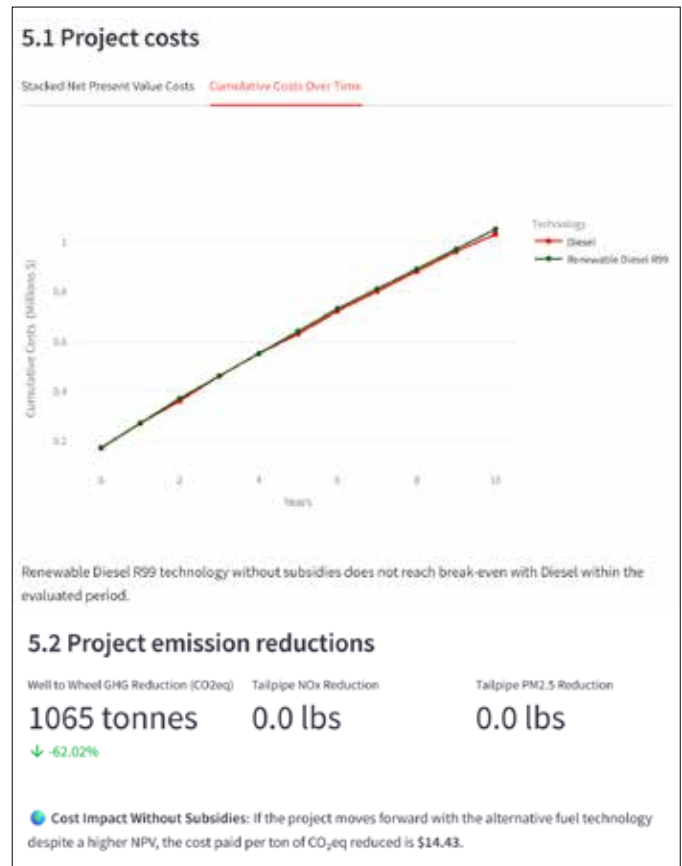 5.1 Project costs
Stacked Net Present Value Costs Cumulative Costs Over Time
Technology
Diesel
Renewable Diesel R99
Cumulative Costs (Millions $)
1
0.8
0.6
0.4
0.2
0 2 4 6 8 10
Years
Renewable Diesel R99 technology without subsidies does not reach break-even with Diesel within the
evaluated period.
5.2 Project emission reductions
Well to Wheel GHG Reduction (CO2eq) Tailpipe NOx Reduction Tailpipe PM2.5 Reduction
1065 tonnes 0.0 lbs 0.0 lbs
↓ -62.02%
Cost Impact Without Subsidies: If the project moves forward with the alternative fuel technology
despite a higher NPV, the cost paid per ton of CO₂eq reduced is $14.43.